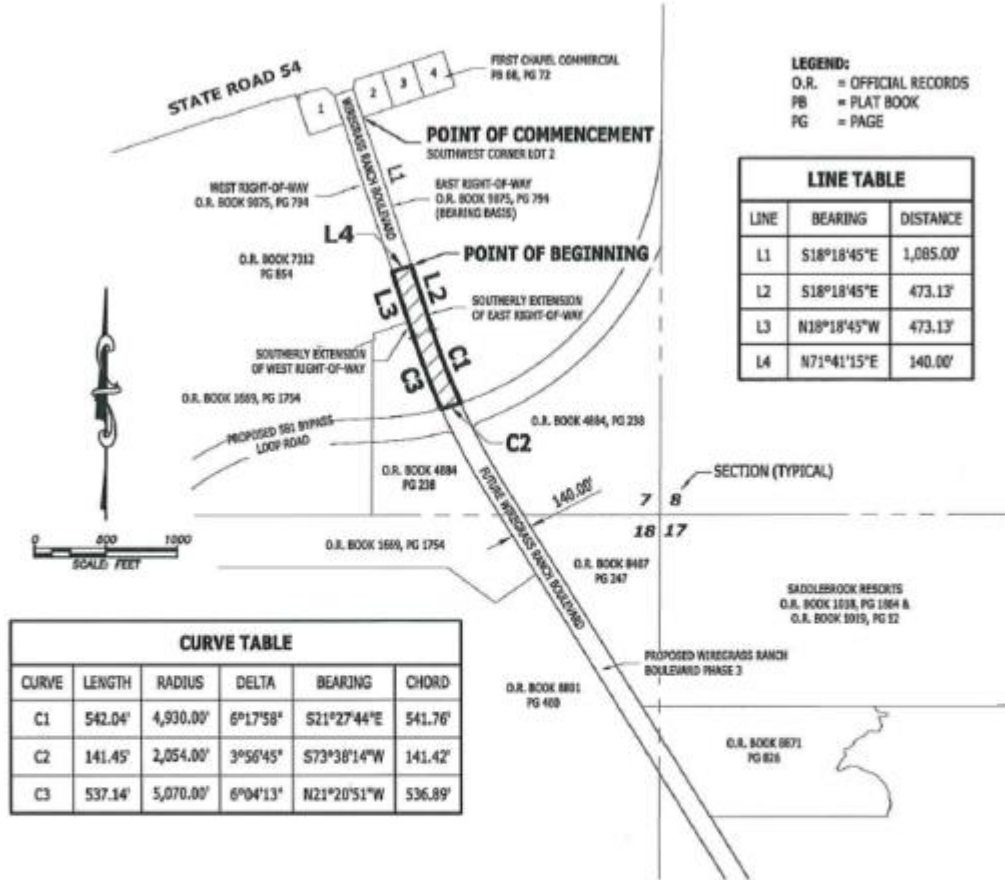 STATE ROAD 54
1
2
3
4
FIRST CHAPEL COMMERCIAL
PB 68, PG 72
WIREGRASS RANCH BOULEVARD
POINT OF COMMENCEMENT
SOUTHWEST CORNER LOT 2
WEST RIGHT-OF-WAY
O.R. BOOK 9875, PG 794
L1
EAST RIGHT-OF-WAY
O.R. BOOK 9875, PG 794
(BEARING BASIS)
L4
POINT OF BEGINNING
O.R. BOOK 7312
PG 854
L2
L3
SOUTHERLY EXTENSION
OF EAST RIGHT-OF-WAY
SOUTHERLY EXTENSION
OF WEST RIGHT-OF-WAY
C1
C3
O.R. BOOK 1669, PG 1754
PROPOSED 581 BYPASS
LOOP ROAD
C2
O.R. BOOK 4884, PG 238
O.R. BOOK 4884
PG 238
SECTION (TYPICAL)
7 8
18 17
140.00'
FUTURE WIREGRASS RANCH BOULEVARD
0 500 1000
SCALE: FEET
O.R. BOOK 1669, PG 1754
O.R. BOOK 8407
PG 247
SADDLEBROOK RESORTS
O.R. BOOK 1018, PG 1864 &
O.R. BOOK 1019, PG 12
PROPOSED WIREGRASS RANCH
BOULEVARD PHASE 3
O.R. BOOK 8801
PG 460
O.R. BOOK 8871
PG 826
LEGEND:
O.R. = OFFICIAL RECORDS
PB = PLAT BOOK
PG = PAGE
LINE TABLE
LINE BEARING DISTANCE
L1 S18°18'45"E 1,085.00'
L2 S18°18'45"E 473.13'
L3 N18°18'45"W 473.13'
L4 N71°41'15"E 140.00'
CURVE TABLE
CURVE LENGTH RADIUS DELTA BEARING CHORD
C1 542.04' 4,930.00' 6°17'58" S21°27'44"E 541.76'
C2 141.45' 2,054.00' 3°56'45" S73°38'14"W 141.42'
C3 537.14' 5,070.00' 6°04'13" N21°20'51"W 536.89'